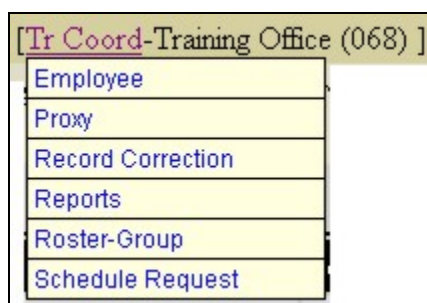 [Tr Coord-Training Office (068) ]
Employee
Proxy
Record Correction
Reports
Roster-Group
Schedule Request